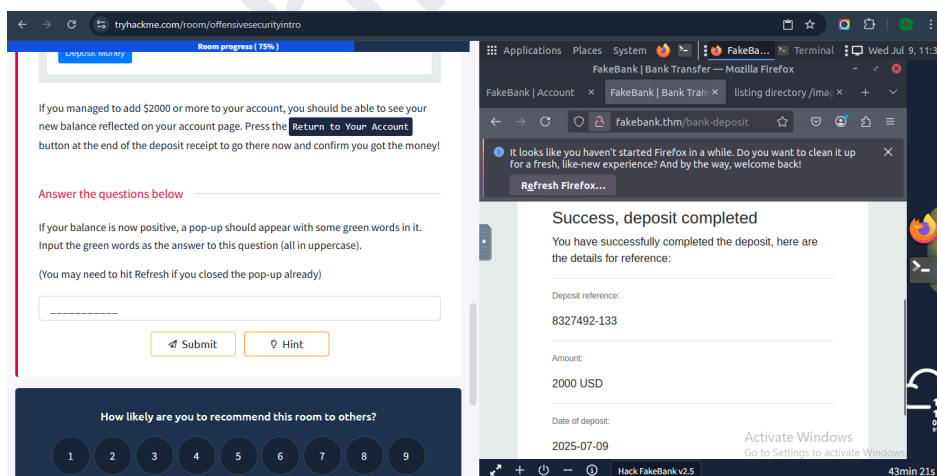 tryhackme.com/room/offensivesecurityintro
Room progress ( 75% )
Deposit Money
If you managed to add $2000 or more to your account, you should be able to see your
new balance reflected on your account page. Press the Return to Your Account
button at the end of the deposit receipt to go there now and confirm you got the money!
Answer the questions below
If your balance is now positive, a pop-up should appear with some green words in it.
Input the green words as the answer to this question (all in uppercase).
(You may need to hit Refresh if you closed the pop-up already)
___________
Submit
Hint
How likely are you to recommend this room to others?
1 2 3 4 5 6 7 8 9
Applications Places System FakeBa... Terminal Wed Jul 9, 11:3
FakeBank | Bank Transfer — Mozilla Firefox
FakeBank | Account × FakeBank | Bank Tran × listing directory /imag × +
fakebank.thm/bank-deposit
It looks like you haven't started Firefox in a while. Do you want to clean it up
for a fresh, like-new experience? And by the way, welcome back!
Refresh Firefox...
Success, deposit completed
You have successfully completed the deposit, here are
the details for reference:
Deposit reference:
8327492-133
Amount:
2000 USD
Date of deposit:
2025-07-09
Activate Windows
Go to Settings to activate Windows.
Hack FakeBank v2.5
43min 21s